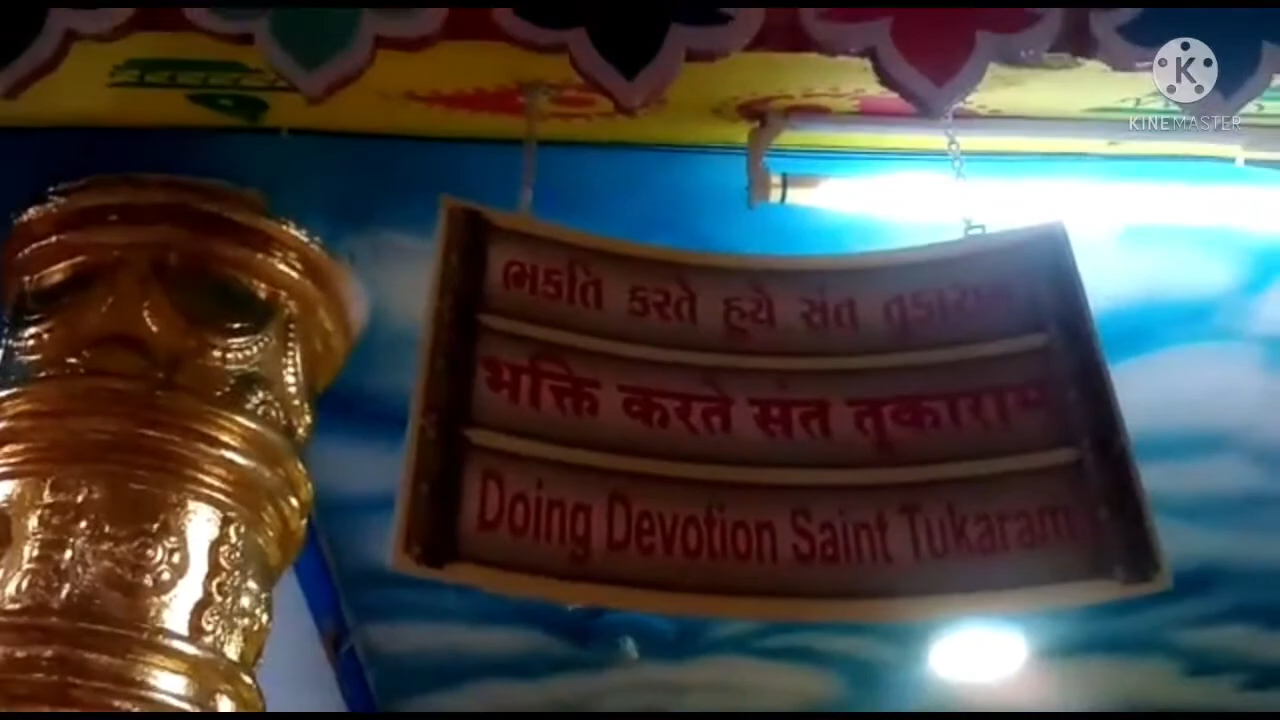 KINEMASTER
ભકતિ કરતે હૂયે સંત તૂકારામ
भक्ति करते संत तूकाराम
Doing Devotion Saint Tukaram